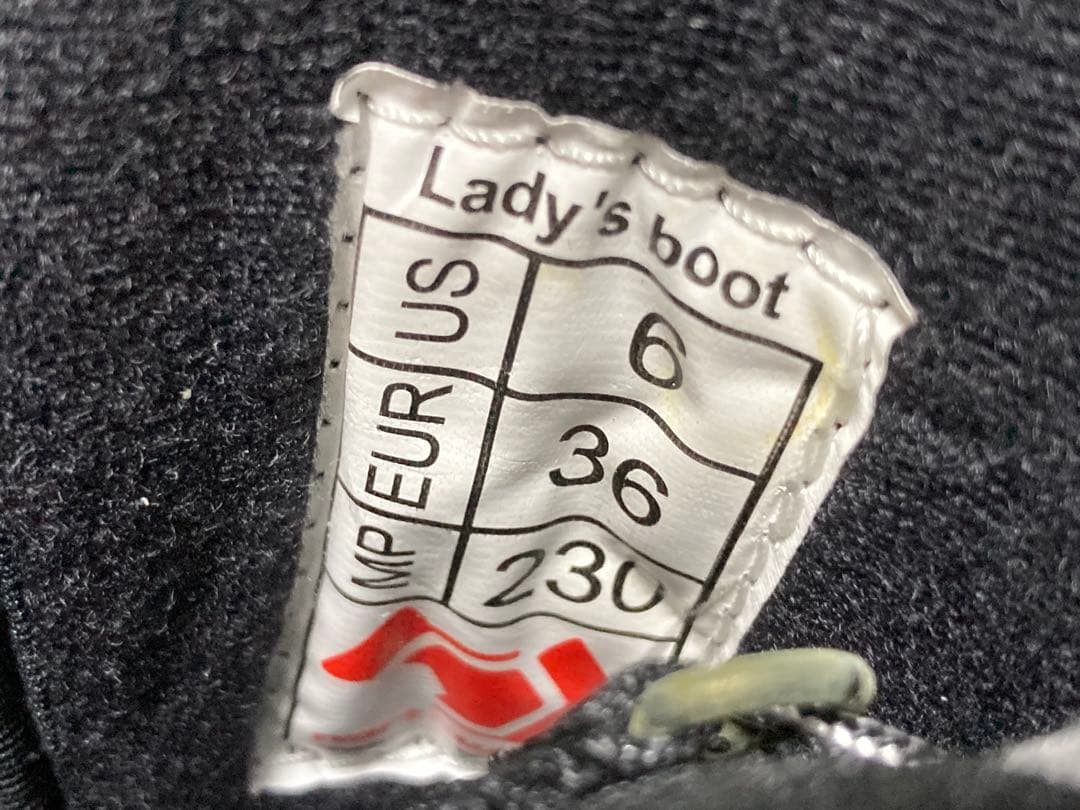 Lady's boot
US 6
EUR 36
MP 230